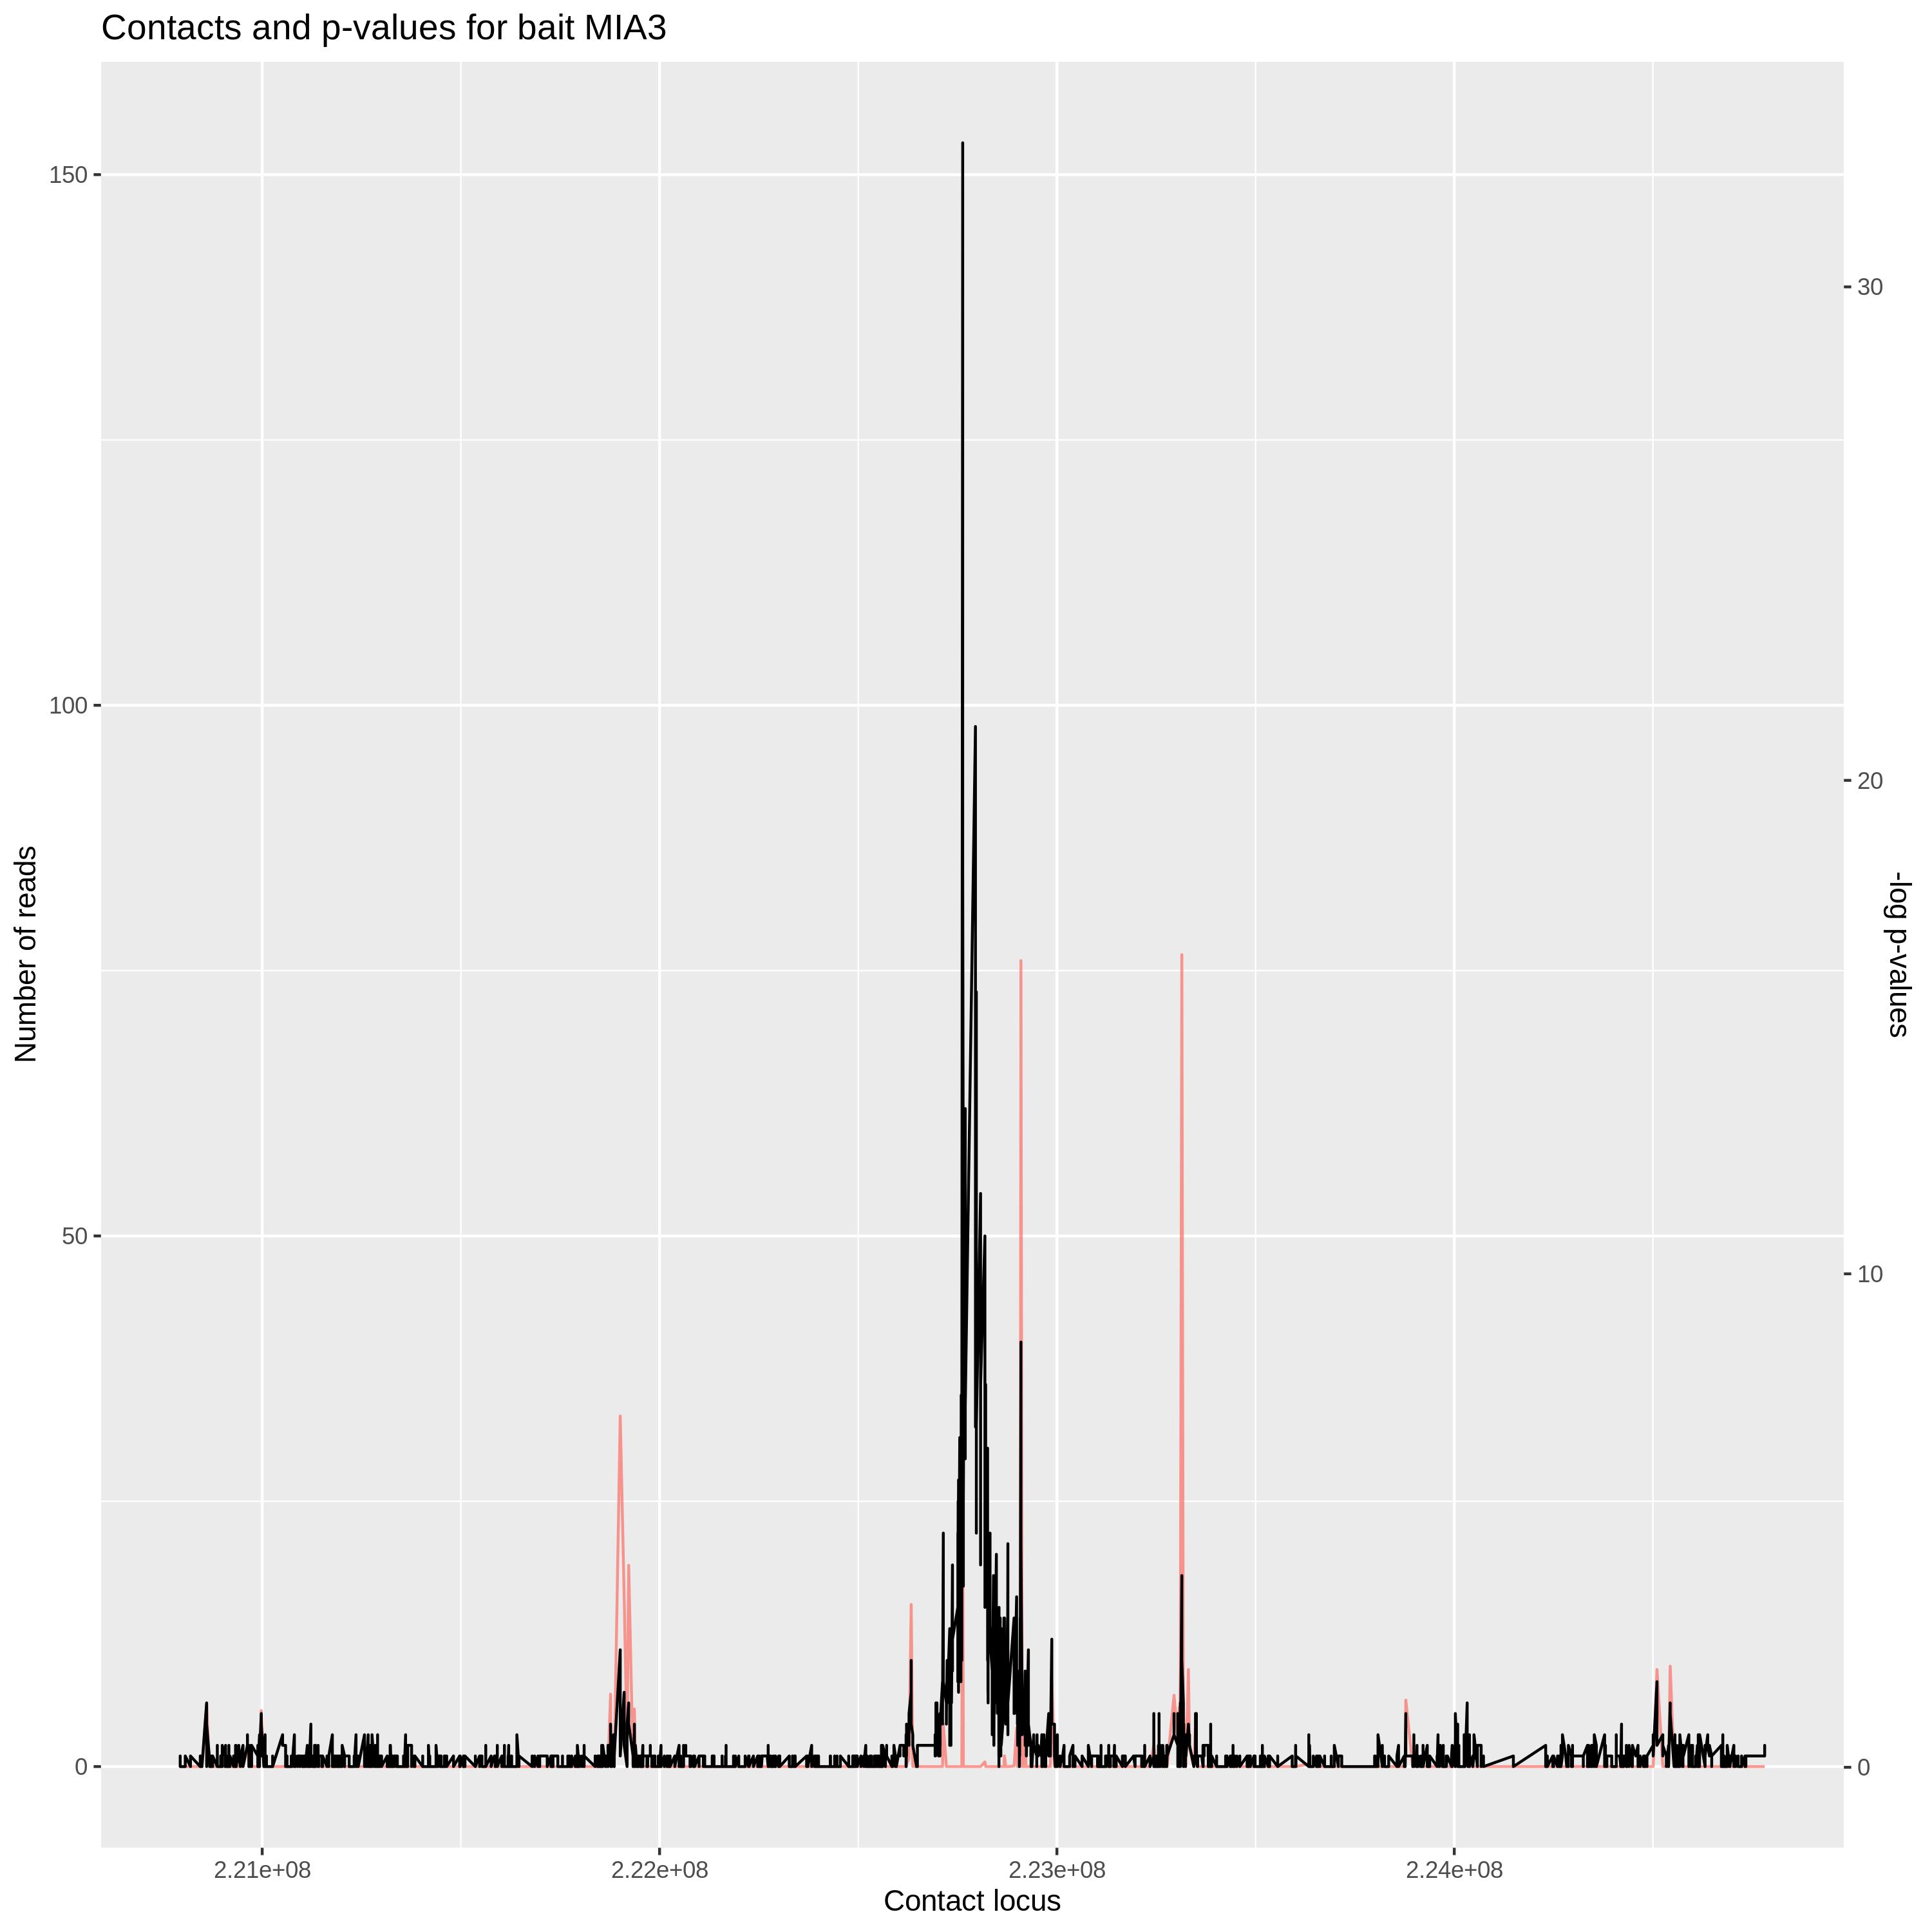 Contacts and p-values for bait MIA3
150
100
50
0
Number of reads
30
20
10
0
-log p-values
2.21e+08
2.22e+08
2.23e+08
2.24e+08
Contact locus